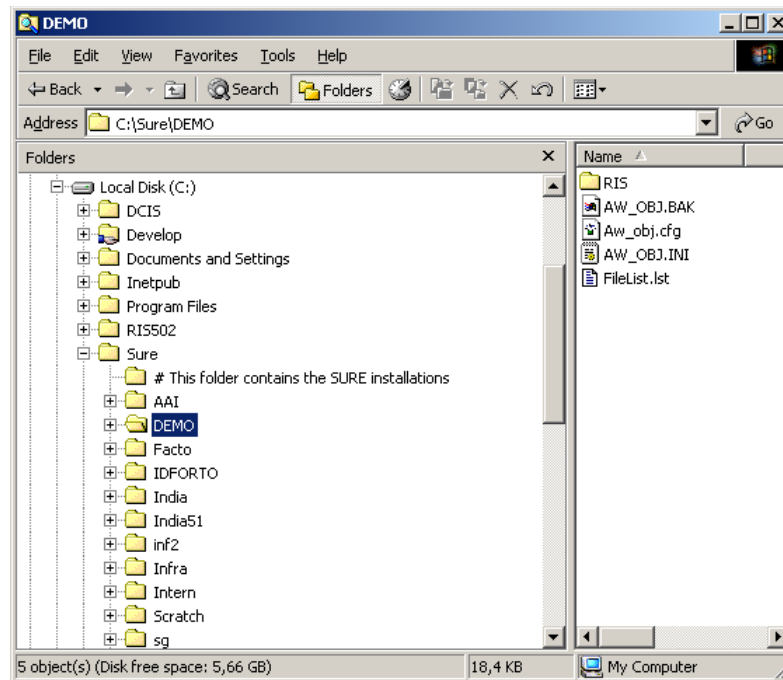 DEMO
File Edit View Favorites Tools Help
Back Search Folders
Address C:\Sure\DEMO Go
Folders x Name
Local Disk (C:)
DCIS
Develop
Documents and Settings
Inetpub
Program Files
RIS502
Sure
# This folder contains the SURE installations
AAI
DEMO
Facto
IDFORTO
India
India51
inf2
Infra
Intern
Scratch
sg
RIS
AW_OBJ.BAK
Aw_obj.cfg
AW_OBJ.INI
FileList.lst
5 object(s) (Disk free space: 5,66 GB) 18,4 KB My Computer